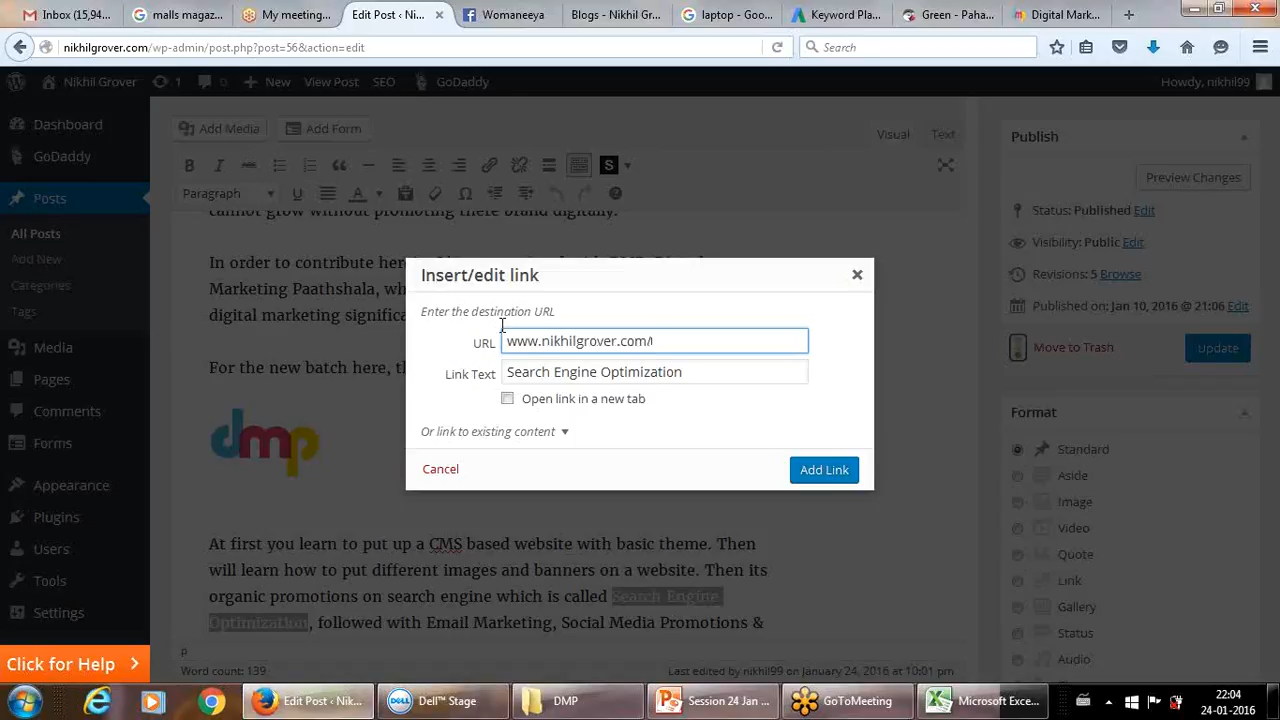 Inbox (15,94...
malls magaz...
My meeting...
Edit Post ‹ Ni...
Womaneeya
Blogs - Nikhil Gr...
laptop - Goo...
Keyword Pla...
Green - Paha...
Digital Mark...
nikhilgrover.com/wp-admin/post.php?post=56&action=edit
Search
Nikhil Grover
1
0
New
View Post
SEO
GoDaddy
Howdy, nikhil99
Dashboard
GoDaddy
Posts
All Posts
Add New
Categories
Tags
Media
Pages
Comments
Forms
Appearance
Plugins
Users
Tools
Settings
Click for Help
Add Media
Add Form
Visual
Text
Paragraph
cannot grow without promoting there brand digitally.
In order to contribute here
Marketing Paathshala, wh
digital marketing significa
For the new batch here, th
dmp
At first you learn to put up a CMS based website with basic theme. Then
will learn how to put different images and banners on a website. Then its
organic promotions on search engine which is called Search Engine
Optimization, followed with Email Marketing, Social Media Promotions &
p
Word count: 139
Last edited by nikhil99 on January 24, 2016 at 10:01 pm
Insert/edit link
Enter the destination URL
URL
www.nikhilgrover.com/
Link Text
Search Engine Optimization
Open link in a new tab
Or link to existing content
Cancel
Add Link
Publish
Preview Changes
Status: Published Edit
Visibility: Public Edit
Revisions: 5 Browse
Published on: Jan 10, 2016 @ 21:06 Edit
Move to Trash
Update
Format
Standard
Aside
Image
Video
Quote
Link
Gallery
Status
Audio
Edit Post ‹ Nik...
Dell™ Stage
DMP
Session 24 Jan ...
GoToMeeting
Microsoft Exce...
22:04
24-01-2016